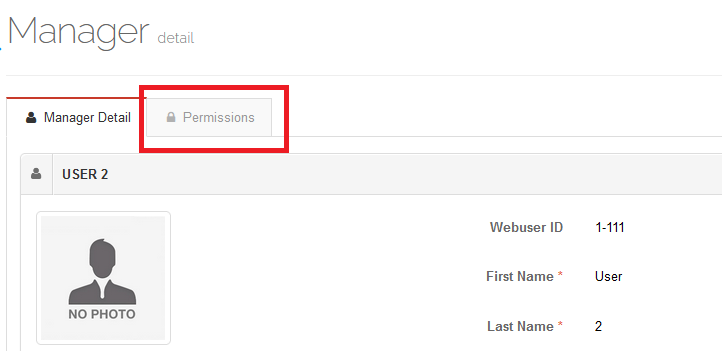 Manager detail
Manager Detail Permissions
USER 2
Webuser ID 1-111
First Name * User
Last Name * 2
NO PHOTO